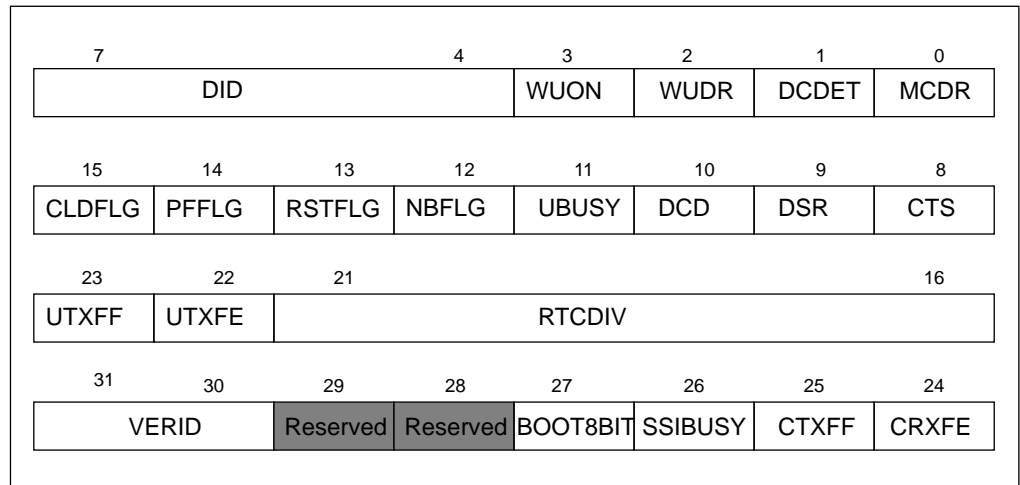 7 4 3 2 1 0
DID WUON WUDR DCDET MCDR
15 14 13 12 11 10 9 8
CLDFLG PFFLG RSTFLG NBFLG UBUSY DCD DSR CTS
23 22 21 16
UTXFF UTXFE RTCDIV
31 30 29 28 27 26 25 24
VERID Reserved Reserved BOOT8BIT SSIBUSY CTXFF CRXFE